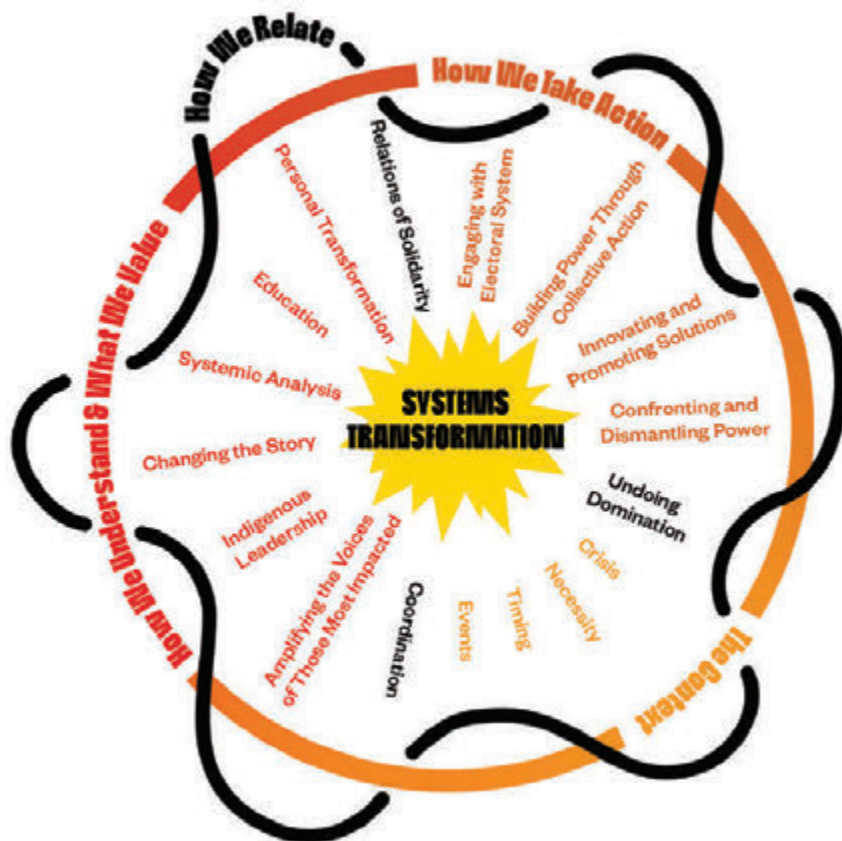 How We Relate
How We Take Action
Relations of Solidarity
Engaging with
Electoral System
Building Power Through
Collective Action
Innovating and
Promoting Solutions
Confronting and
Dismantling Power
Undoing
Domination
The Context
Crisis
Necessity
Timing
Events
Coordination
How We Understand & What We Value
Amplifying the Voices
of Those Most Impacted
Indigenous
Leadership
Changing the Story
Systemic Analysis
Education
Personal Transformation
SYSTEMS
TRANSFORMATION